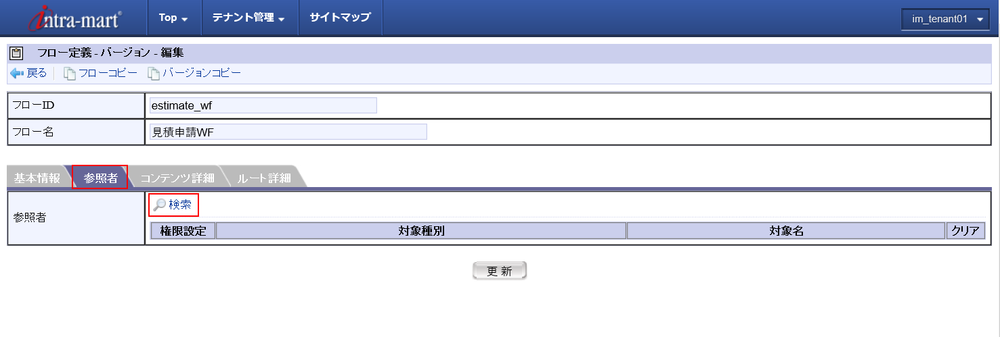 intra-mart Top テナント管理 サイトマップ im_tenant01
フロー定義 - バージョン - 編集
戻る フローコピー バージョンコピー
フローID estimate_wf
フロー名 見積申請WF
基本情報 参照者 コンテンツ詳細 ルート詳細
検索
参照者
権限設定 対象種別 対象名 クリア
更 新